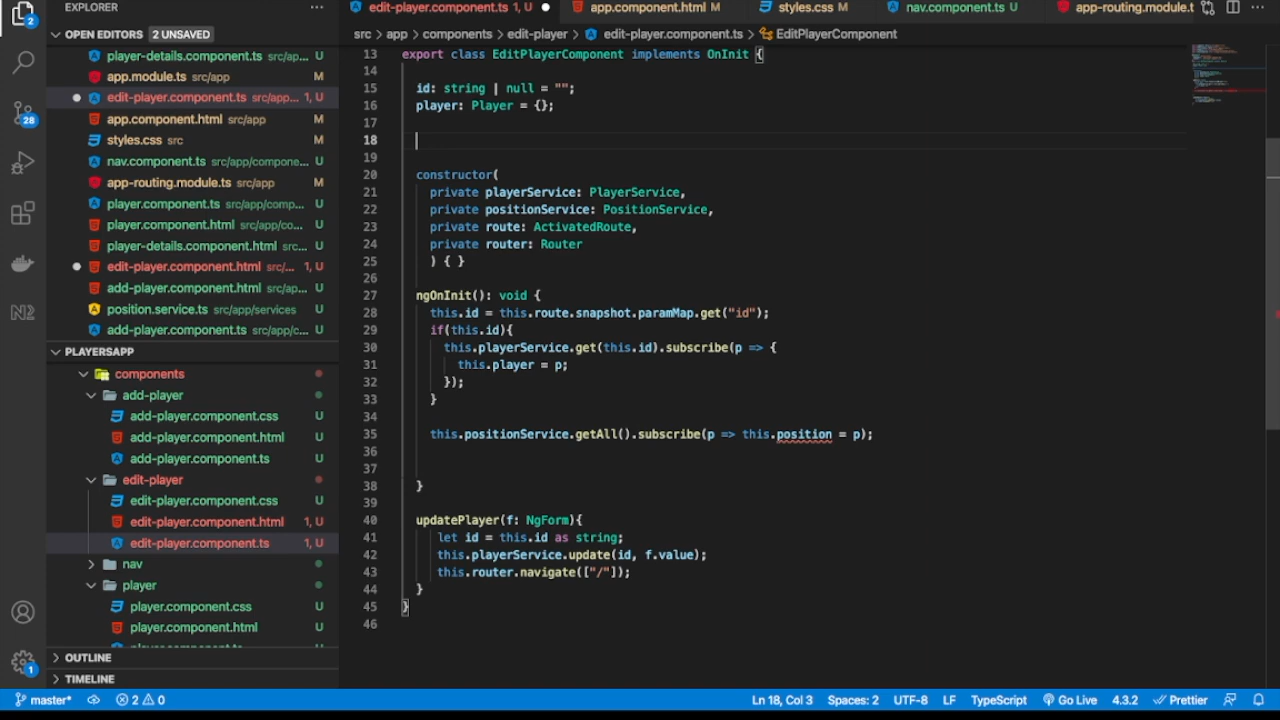 EXPLORER
OPEN EDITORS 2 UNSAVED
player-details.component.ts src/ap... U
app.module.ts src/app M
edit-player.component.ts src/app... 1, U
app.component.html src/app M
styles.css src M
nav.component.ts src/app/compone... U
app-routing.module.ts src/app M
player.component.ts src/app/comp... U
player.component.html src/app/co... U
player-details.component.html src... U
edit-player.component.html src/... 1, U
add-player.component.html src/ap... U
position.service.ts src/app/services U
add-player.component.ts src/app/c... U
PLAYERSAPP
components
add-player
add-player.component.css U
add-player.component.html U
add-player.component.ts U
edit-player
edit-player.component.css U
edit-player.component.html 1, U
edit-player.component.ts 1, U
nav
player
player.component.css U
player.component.html U
OUTLINE
TIMELINE
2
28
1
edit-player.component.ts 1, U app.component.html M styles.css M nav.component.ts U app-routing.module.t
src > app > components > edit-player > edit-player.component.ts > EditPlayerComponent
13 export class EditPlayerComponent implements OnInit {
14
15 id: string | null = "";
16 player: Player = {};
17
18
19
20 constructor(
21 private playerService: PlayerService,
22 private positionService: PositionService,
23 private route: ActivatedRoute,
24 private router: Router
25 ) { }
26
27 ngOnInit(): void {
28 this.id = this.route.snapshot.paramMap.get("id");
29 if(this.id){
30 this.playerService.get(this.id).subscribe(p => {
31 this.player = p;
32 });
33 }
34
35 this.positionService.getAll().subscribe(p => this.position = p);
36
37
38 }
39
40 updatePlayer(f: NgForm){
41 let id = this.id as string;
42 this.playerService.update(id, f.value);
43 this.router.navigate(["/"]);
44 }
45 }
46
master* 2 0 Ln 18, Col 3 Spaces: 2 UTF-8 LF TypeScript Go Live 4.3.2 Prettier